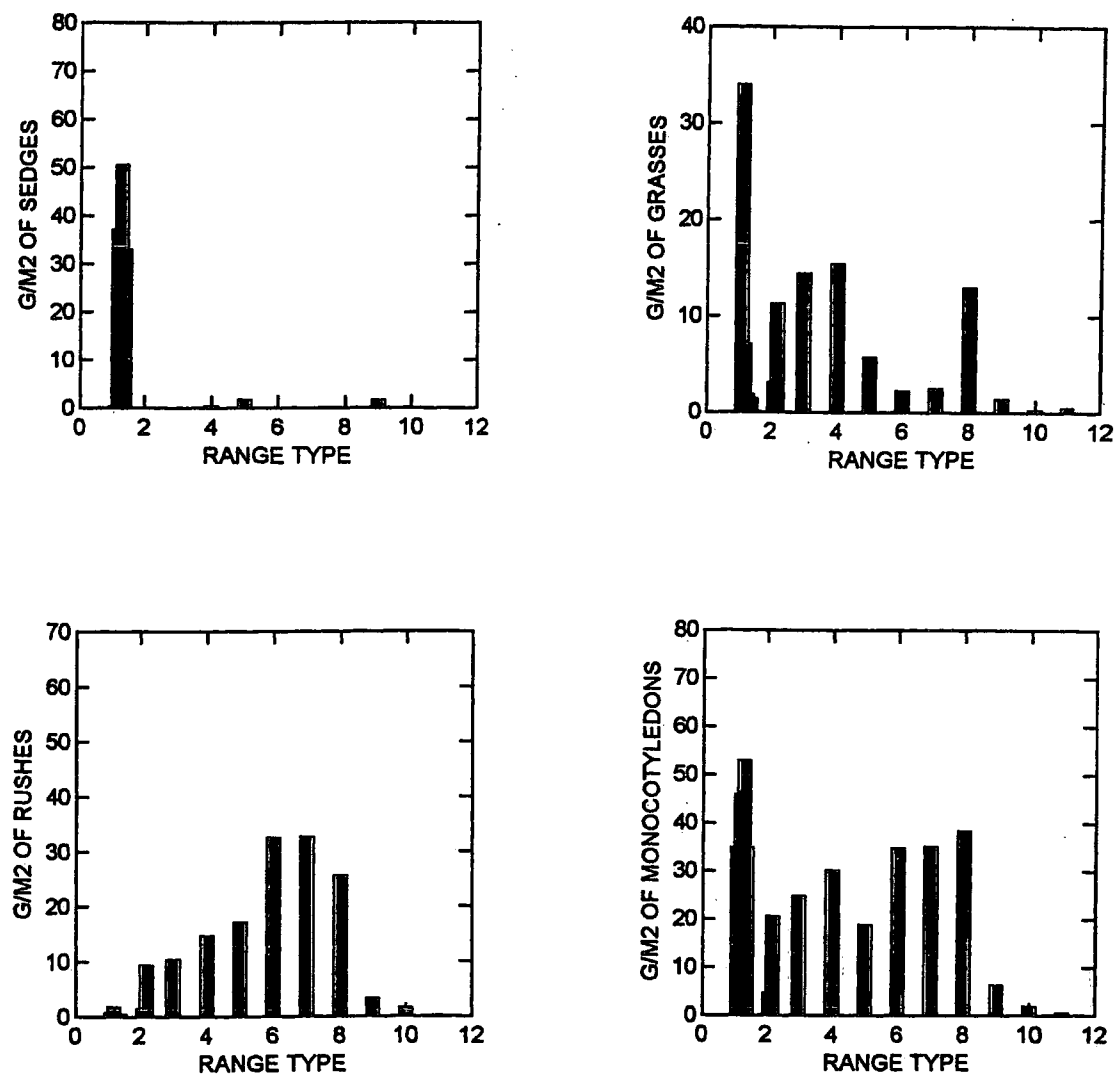 80
70
60
50
40
30
20
10
0
G/M2 OF SEDGES
0 2 4 6 8 10 12
RANGE TYPE
40
30
20
10
0
G/M2 OF GRASSES
0 2 4 6 8 10 12
RANGE TYPE
70
60
50
40
30
20
10
0
G/M2 OF RUSHES
0 2 4 6 8 10 12
RANGE TYPE
80
70
60
50
40
30
20
10
0
G/M2 OF MONOCOTYLEDONS
0 2 4 6 8 10 12
RANGE TYPE